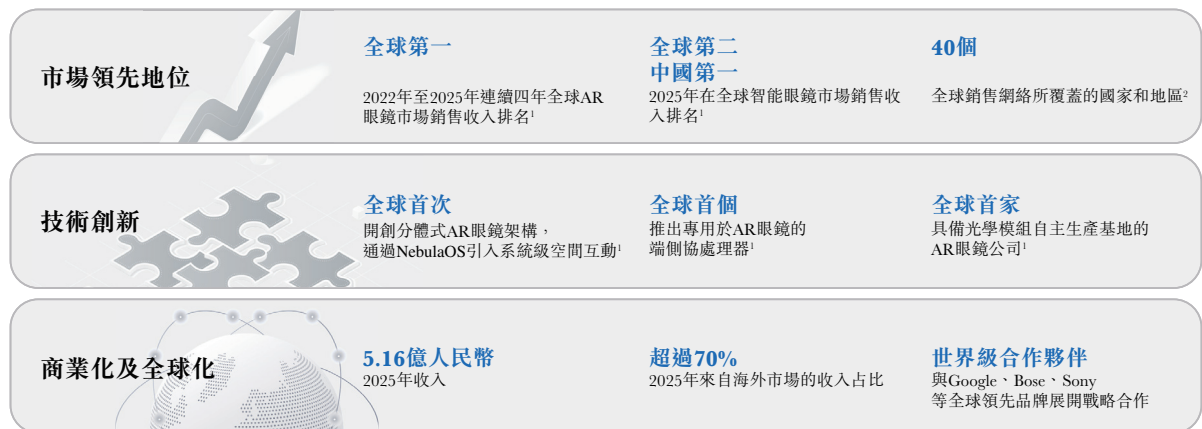 市場領先地位
全球第一
2022年至2025年連續四年全球AR
眼鏡市場銷售收入排名1
全球第二
中國第一
2025年在全球智能眼鏡市場銷售收
入排名1
40個
全球銷售網絡所覆蓋的國家和地區2
技術創新
全球首次
開創分體式AR眼鏡架構，
通過NebulaOS引入系統級空間互動1
全球首個
推出專用於AR眼鏡的
端側協處理器1
全球首家
具備光學模組自主生產基地的
AR眼鏡公司1
商業化及全球化
5.16億人民幣
2025年收入
超過70%
2025年來自海外市場的收入占比
世界級合作夥伴
與Google、Bose、Sony
等全球領先品牌展開戰略合作